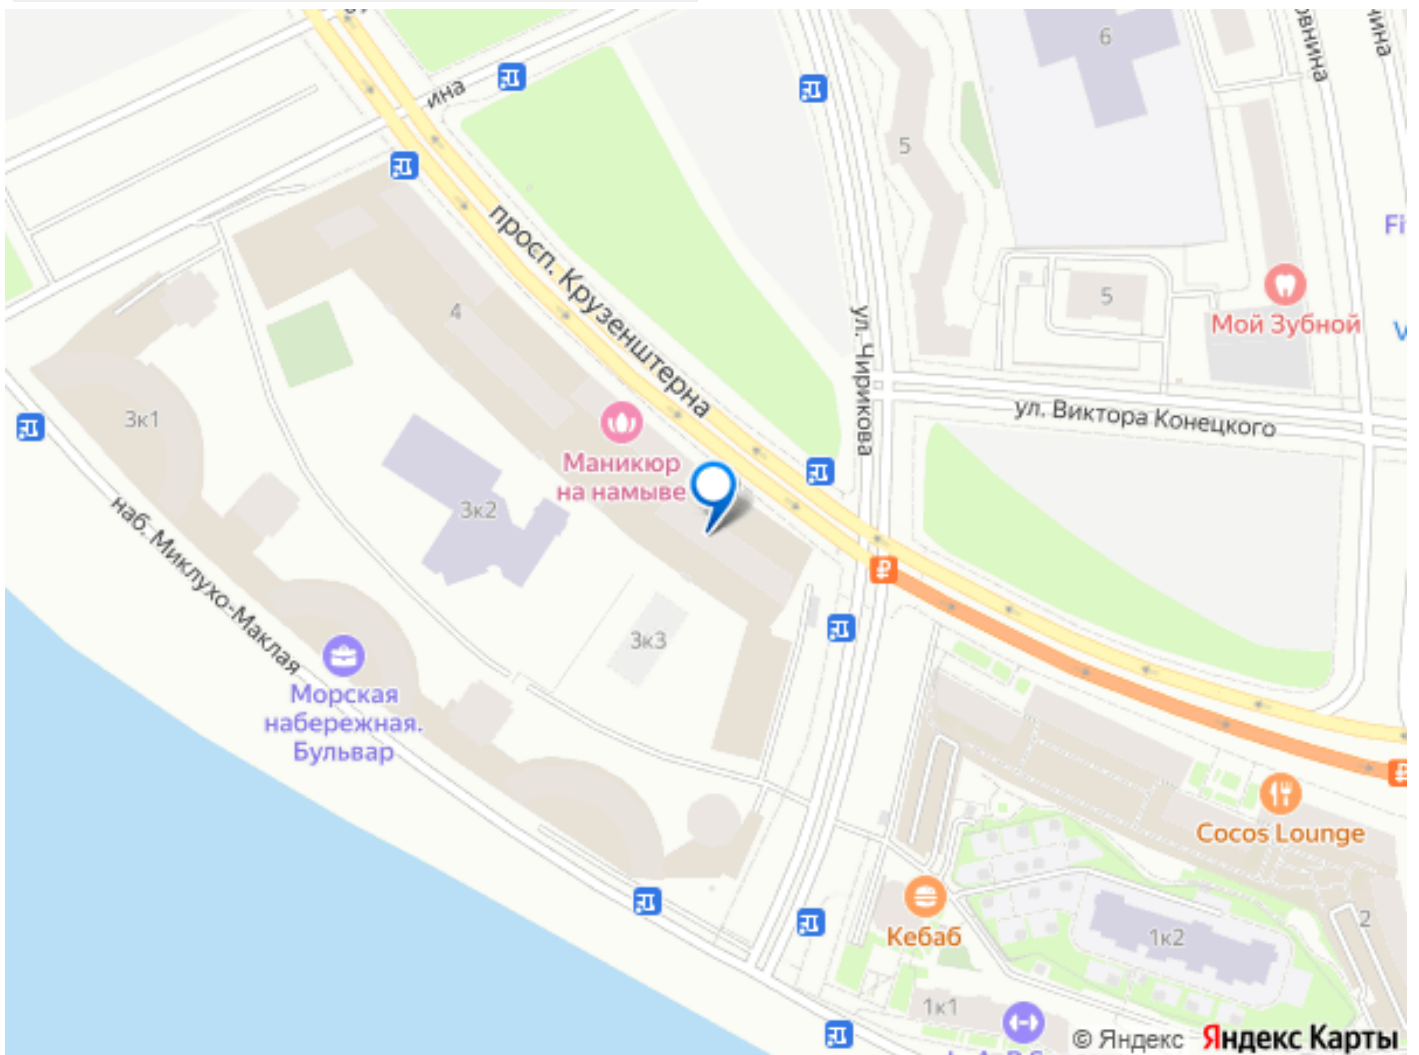 ина
6
5
просп. Крузенштерна
4
ул. Чирикова
5
Мой Зубной
ул. Виктора Конецкого
3к1
Маникюр
на намыве
3к2
наб. Миклухо-Маклая
3к3
Морская
набережная.
Бульвар
₽
₽
Cocos Lounge
Кебаб
2
1к2
1к1
© Яндекс Яндекс Карты